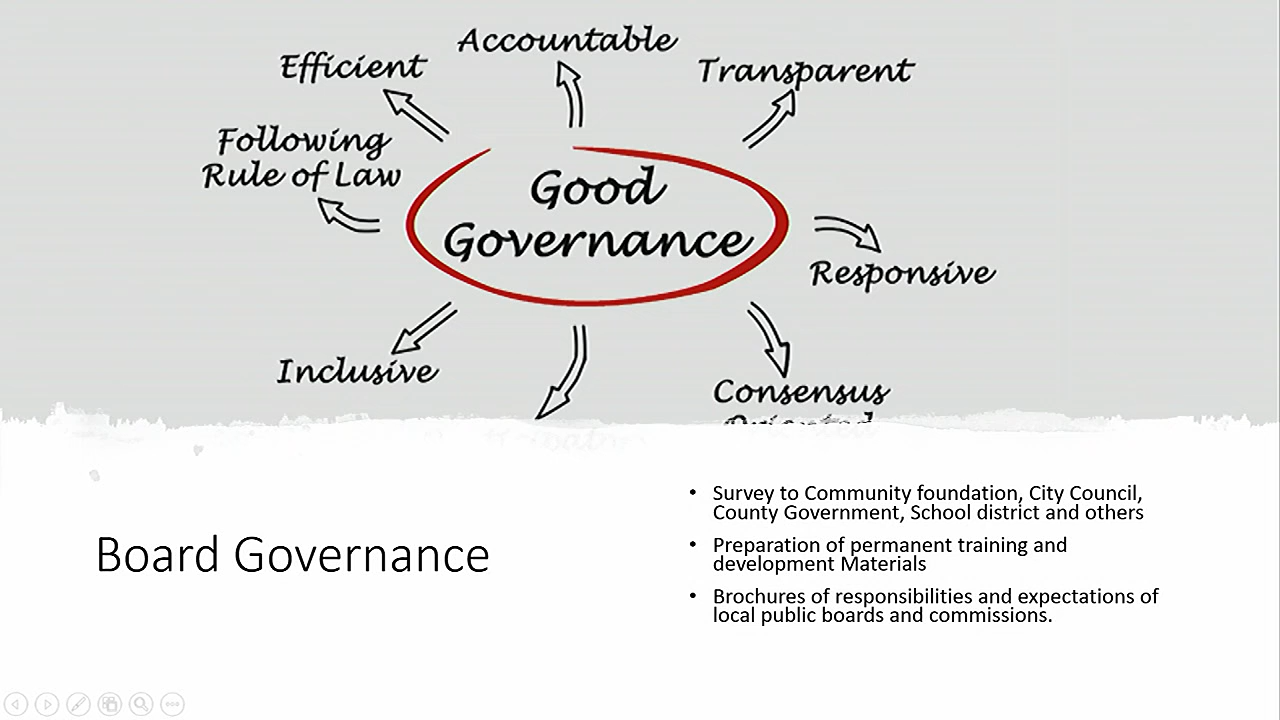 Accountable
Efficient
Transparent
Following
Rule of Law
Good
Governance
Responsive
Inclusive
Consensus
Board Governance
• Survey to Community foundation, City Council,
County Government, School district and others
• Preparation of permanent training and
development Materials
• Brochures of responsibilities and expectations of
local public boards and commissions.